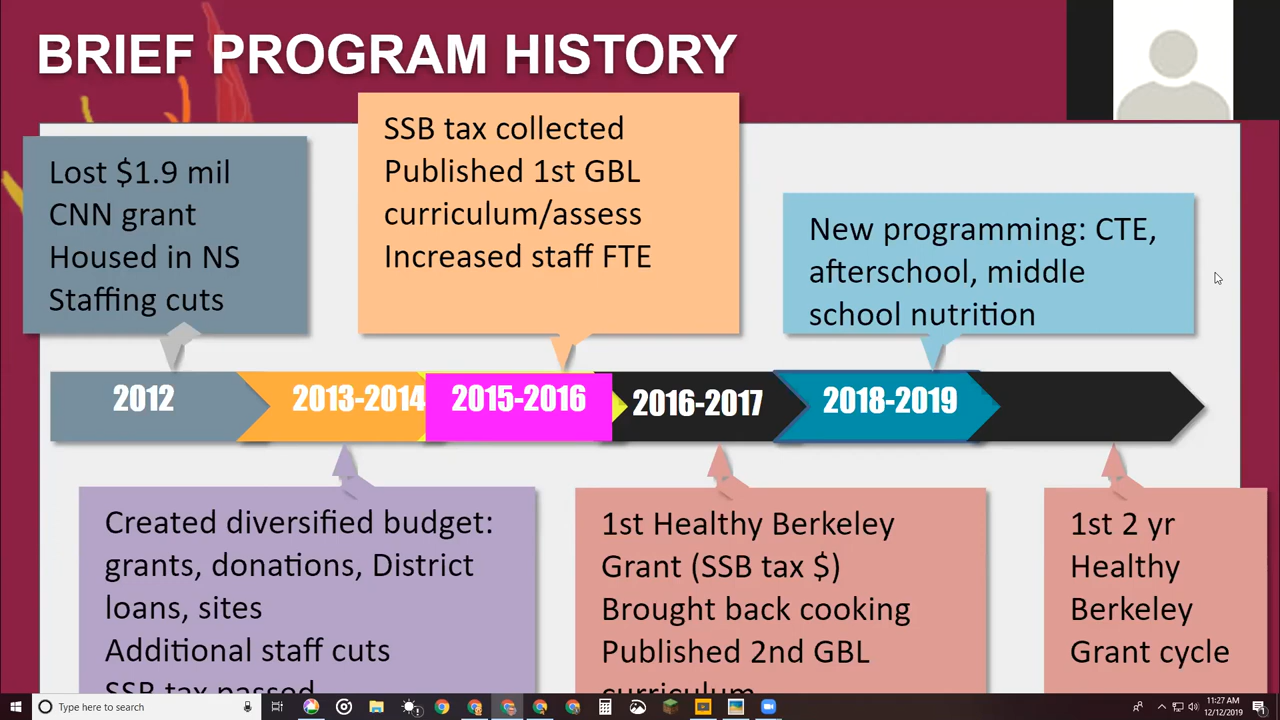 BRIEF PROGRAM HISTORY
Lost $1.9 mil
CNN grant
Housed in NS
Staffing cuts
SSB tax collected
Published 1st GBL
curriculum/assess
Increased staff FTE
New programming: CTE,
afterschool, middle
school nutrition
2012
2013-2014
2015-2016
2016-2017
2018-2019
Created diversified budget:
grants, donations, District
loans, sites
Additional staff cuts
SSB tax passed
1st Healthy Berkeley
Grant (SSB tax $)
Brought back cooking
Published 2nd GBL
curriculum
1st 2 yr
Healthy
Berkeley
Grant cycle
Type here to search
11:27 AM
12/12/2019